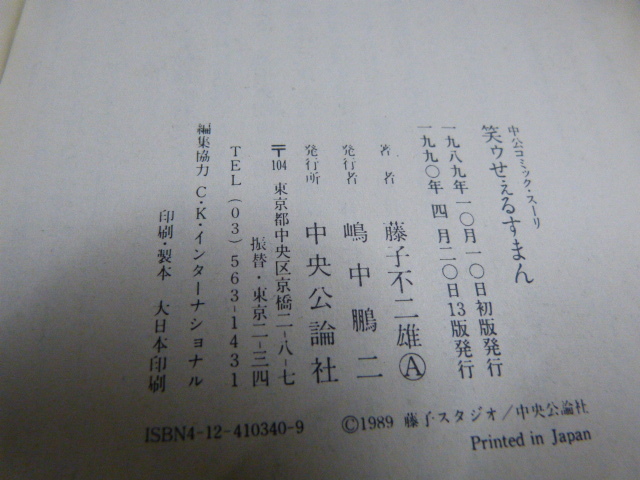 中公コミック・スーリ
笑ゥせぇるすまん
一九八九年一〇月一〇日初版発行
一九九〇年四月二〇日13版発行
著者 藤子不二雄Ⓐ
発行者 嶋中鵬二
発行所 中央公論社
〒104 東京都中央区京橋二-八-七
振替・東京二-三四
TEL(03)563-1431
編集協力 C・K・インターナショナル
印刷・製本 大日本印刷
©1989 藤子スタジオ/中央公論社
Printed in Japan
ISBN4-12-410340-9